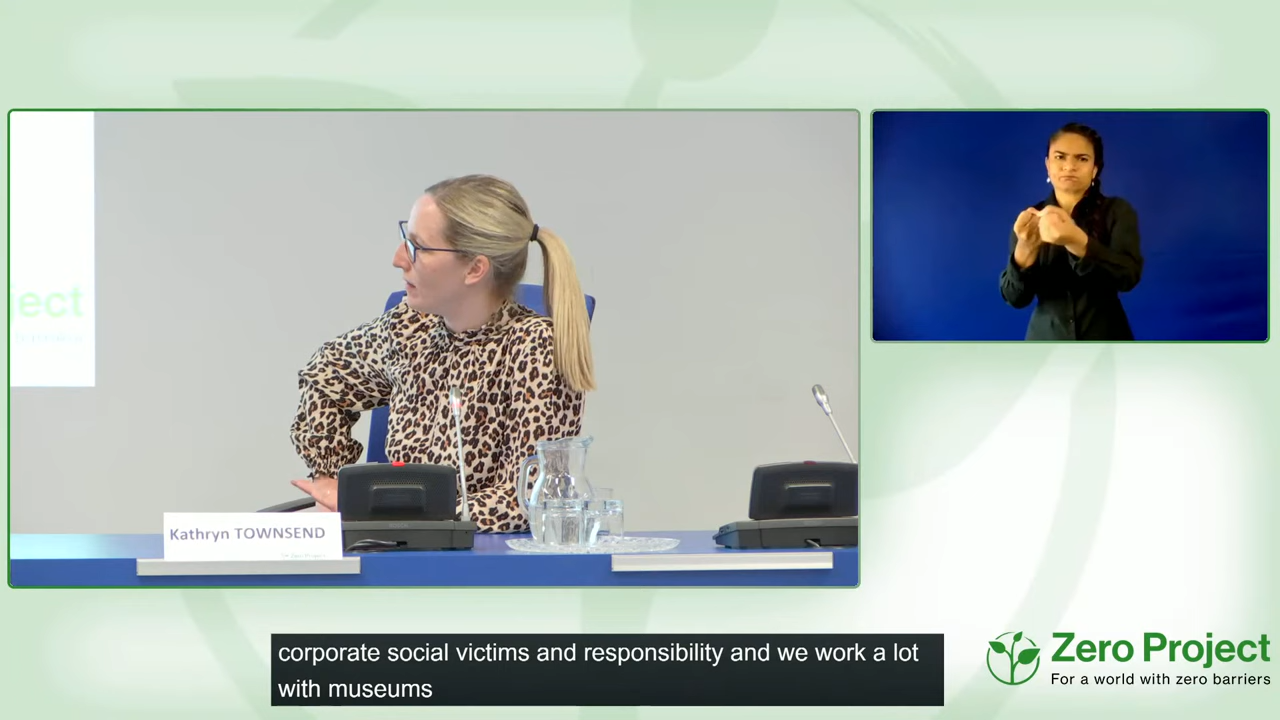 ect
Kathryn TOWNSEND
corporate social victims and responsibility and we work a lot
with museums
Zero Project
For a world with zero barriers